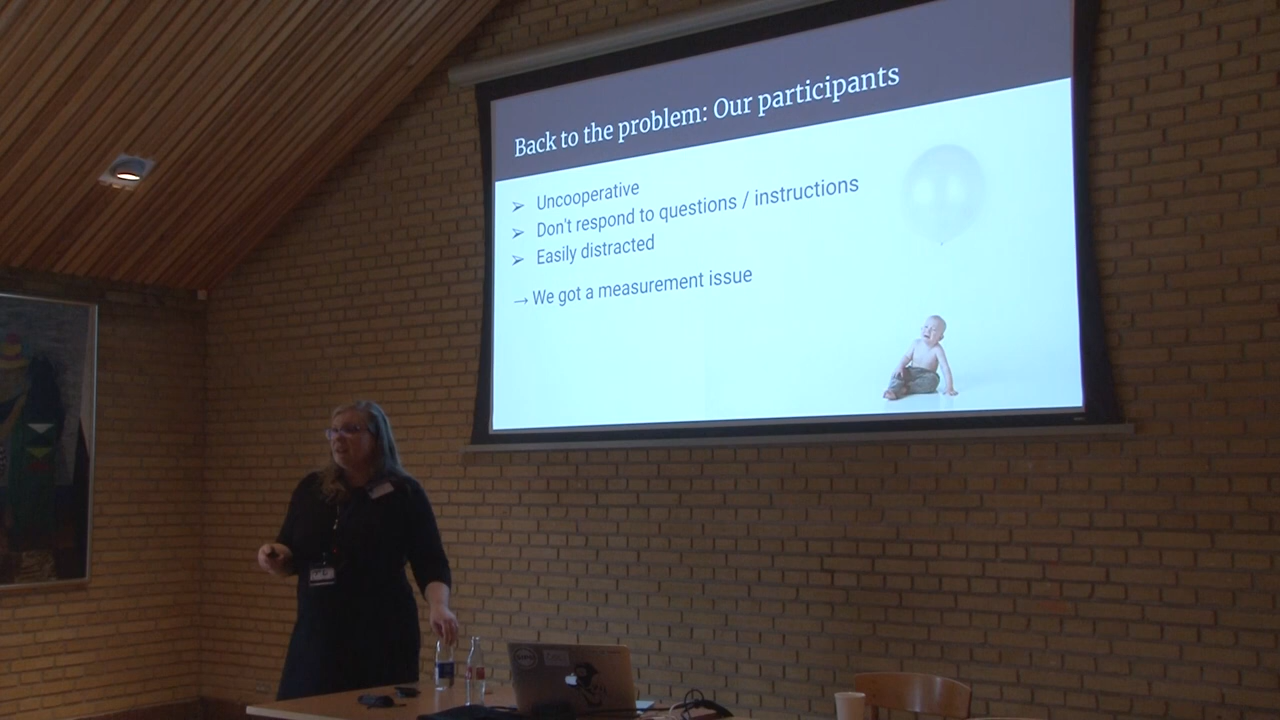 Back to the problem: Our participants
➢ Uncooperative
➢ Don't respond to questions / instructions
➢ Easily distracted
→ We got a measurement issue